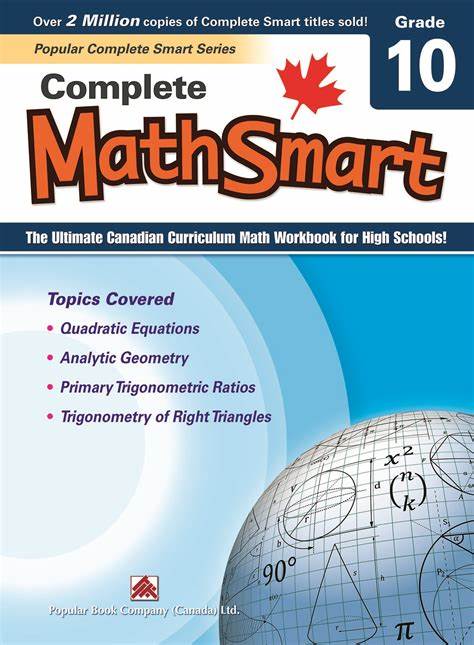 Over 2 Million copies of Complete Smart titles sold!
Grade
10
Popular Complete Smart Series
Complete
MathSmart
The Ultimate Canadian Curriculum Math Workbook for High Schools!
Topics Covered
• Quadratic Equations
• Analytic Geometry
• Primary Trigonometric Ratios
• Trigonometry of Right Triangles
x²
d
(n
k)
90°
π
Popular Book Company (Canada) Ltd.